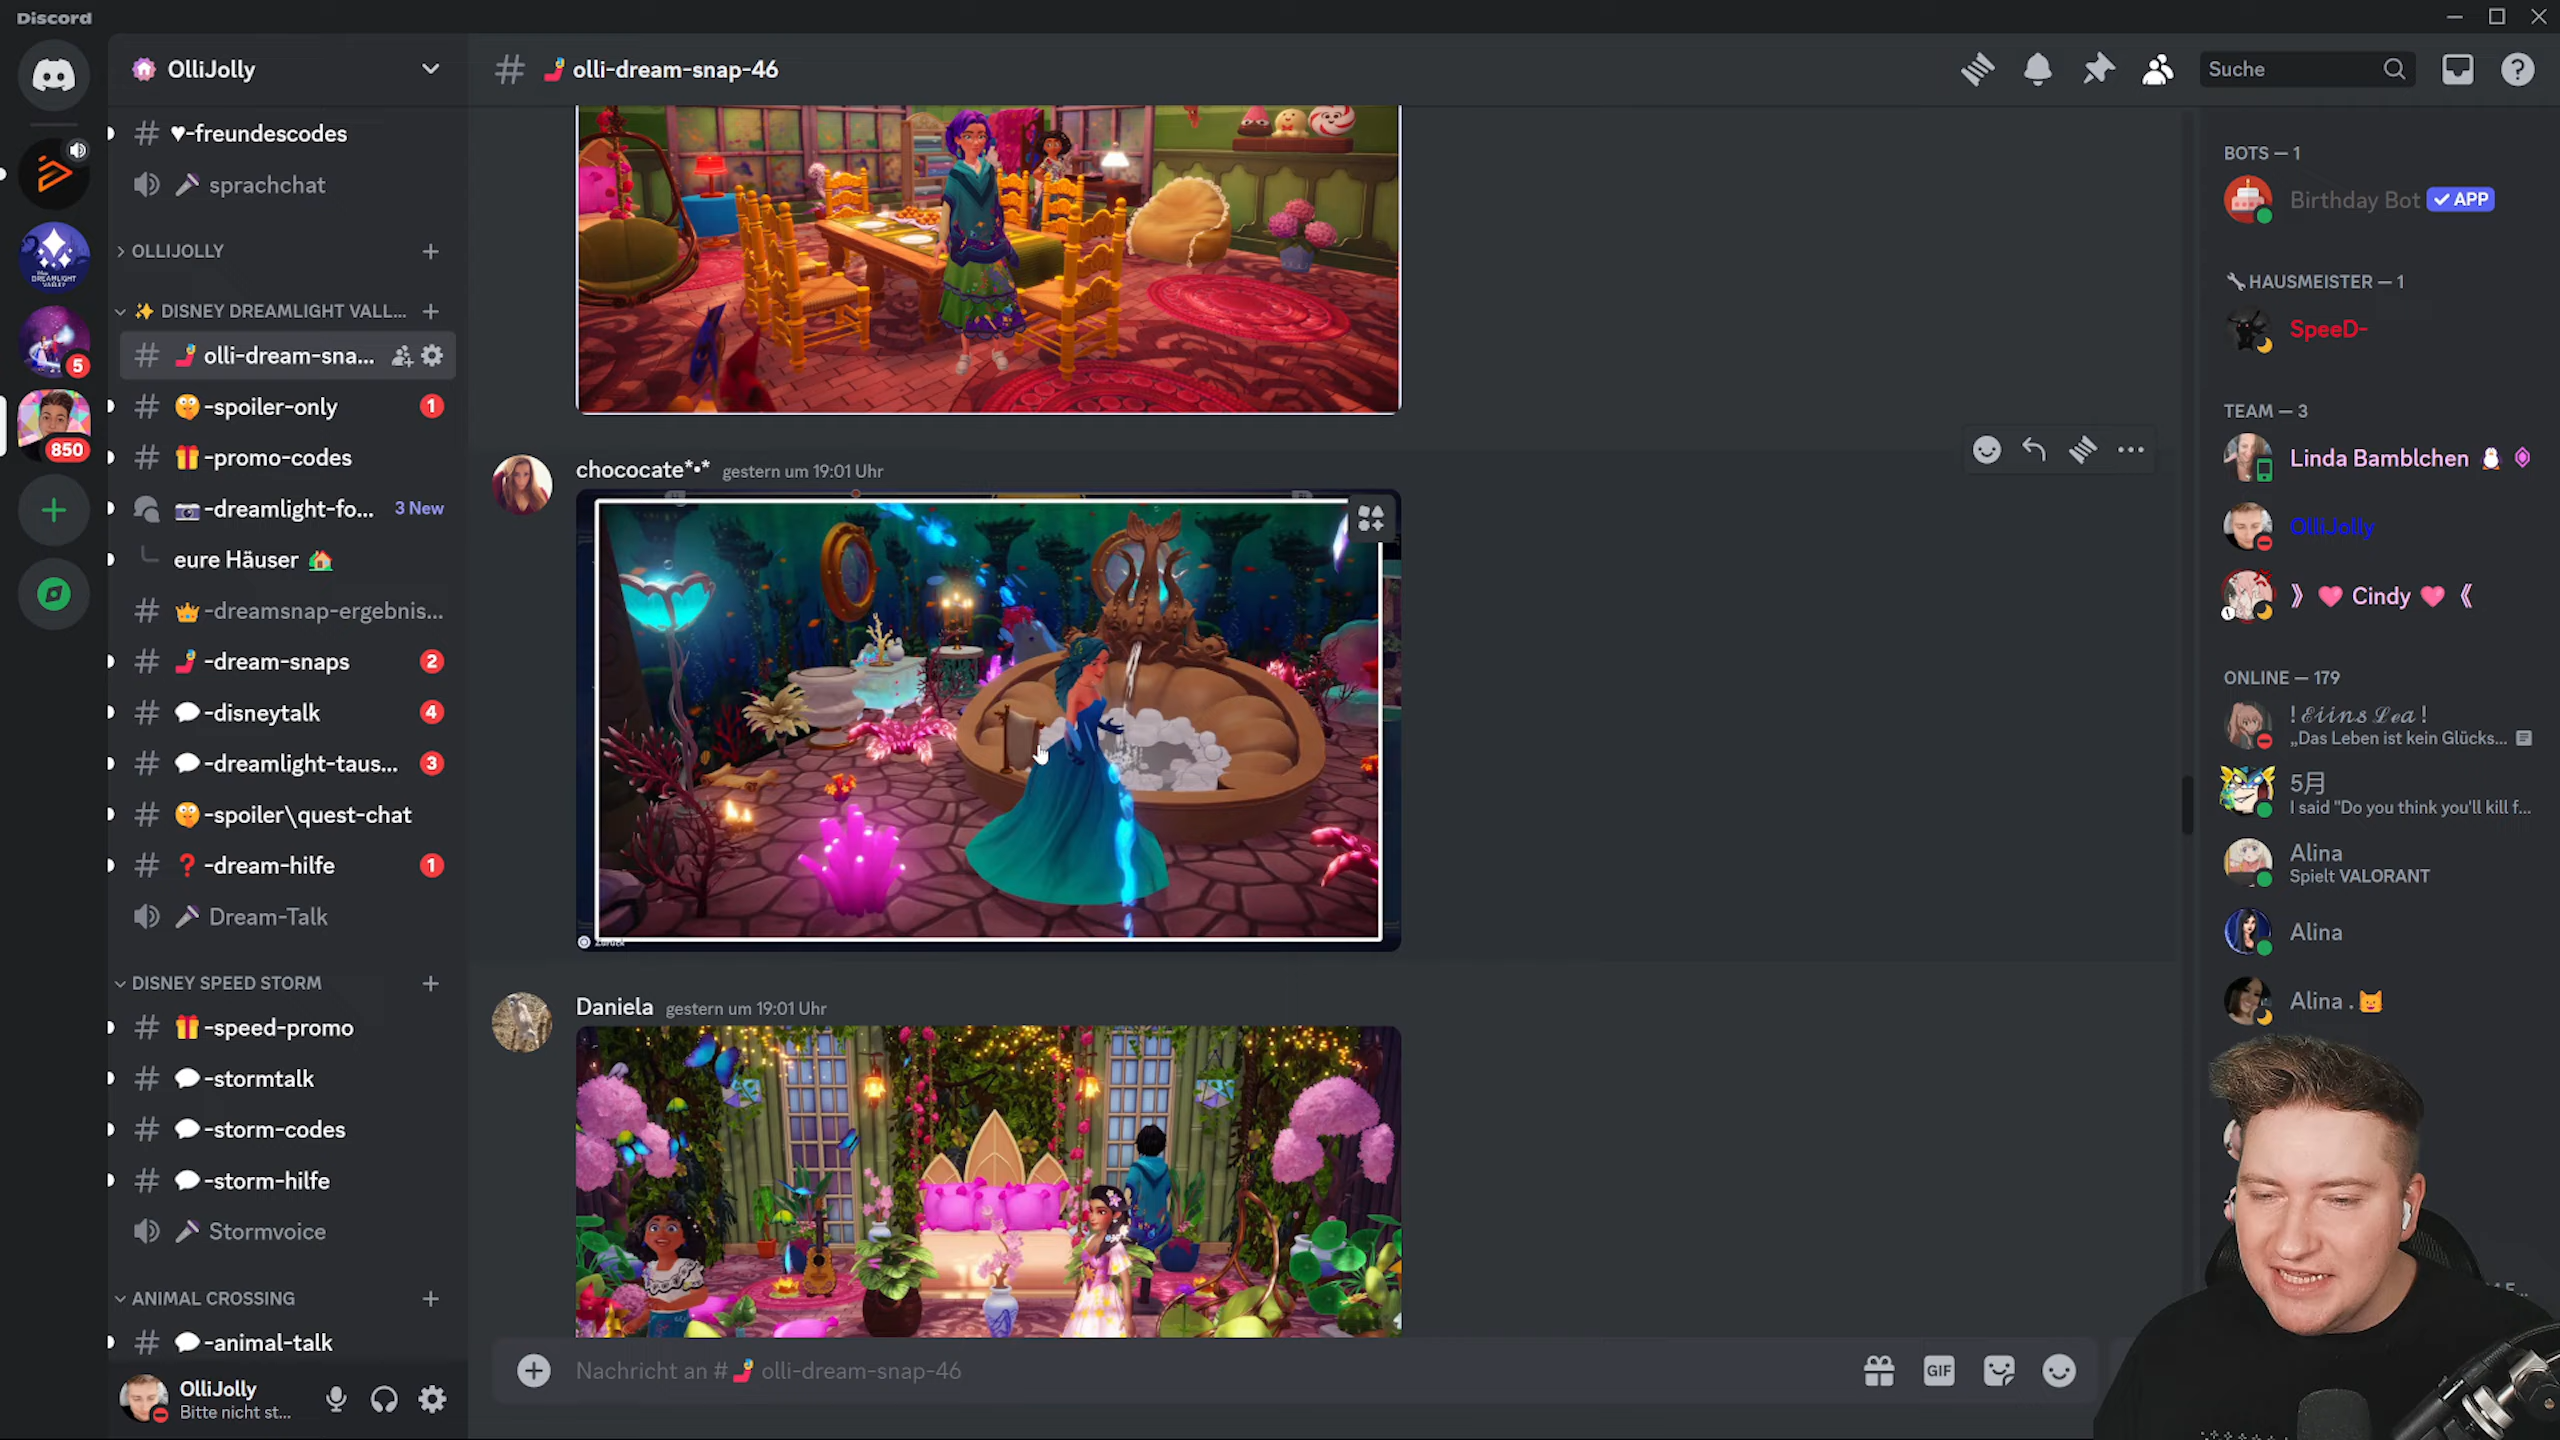 Discord
OlliJolly
olli-dream-snap-46
Suche
♥-freundescodes
sprachchat
OLLIJOLLY
DISNEY DREAMLIGHT VALL...
olli-dream-sna...
-spoiler-only
1
-promo-codes
-dreamlight-fo...
3 New
eure Häuser
-dreamsnap-ergebnis...
-dream-snaps
2
-disneytalk
4
-dreamlight-taus...
3
-spoiler\quest-chat
-dream-hilfe
1
Dream-Talk
DISNEY SPEED STORM
-speed-promo
-stormtalk
-storm-codes
-storm-hilfe
Stormvoice
ANIMAL CROSSING
-animal-talk
OlliJolly
Bitte nicht st...
DREAMLIGHT
VALLEY
5
850
chococate*•* gestern um 19:01 Uhr
Zurück
Daniela gestern um 19:01 Uhr
Nachricht an # olli-dream-snap-46
GIF
BOTS — 1
Birthday Bot
APP
HAUSMEISTER — 1
SpeeD-
TEAM — 3
Linda Bamblchen
OlliJolly
》 Cindy 《
ONLINE — 179
! ℰ𝒾𝒾𝓃𝓈 ℒℯ𝒶 !
„Das Leben ist kein Glücks...
5月
I said "Do you think you'll kill f...
Alina
Spielt VALORANT
Alina
Alina .